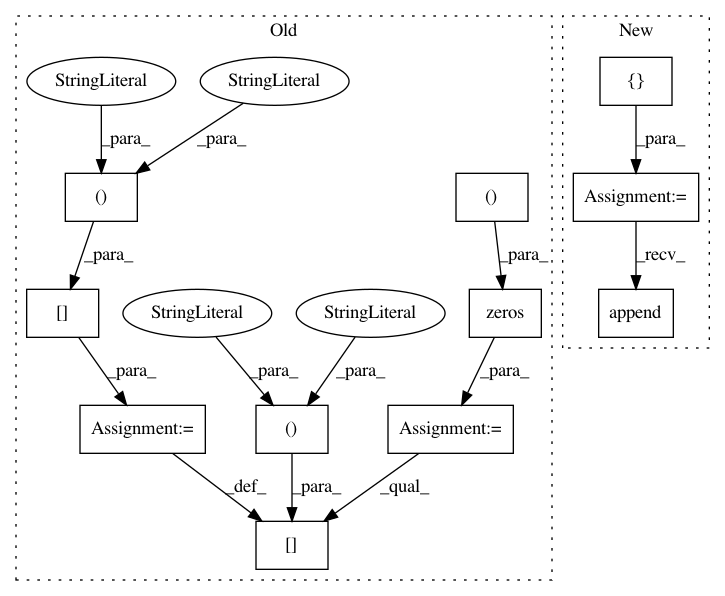 Old
New
StringLiteral
StringLiteral
{}
_para_
_para_
_para_
()
()
Assignment:=
_para_
_para_
_recv_
[]
StringLiteral
StringLiteral
zeros
append
_para_
_para_
_para_
_para_
Assignment:=
()
Assignment:=
_def_
_para_
_qual_
[]